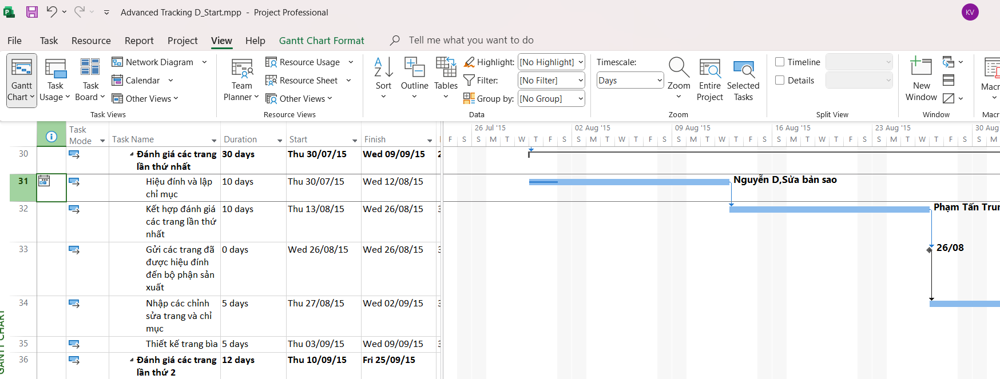 Advanced Tracking D_Start.mpp - Project Professional
KV
File Task Resource Report Project View Help Gantt Chart Format Tell me what you want to do
Gantt Chart
Task Usage
Task Board
Network Diagram
Calendar
Other Views
Task Views
Team Planner
Resource Usage
Resource Sheet
Other Views
Resource Views
Sort
Outline
Tables
Highlight: [No Highlight]
Filter: [No Filter]
Group by: [No Group]
Data
Timescale:
Days
Zoom
Entire Project
Selected Tasks
Zoom
Timeline
Details
Split View
New Window
Window
Task Mode Task Name Duration Start Finish
26 Jul '15 02 Aug '15 09 Aug '15 16 Aug '15 23 Aug '15 30 Aug
F S S M T W T F S S M T W T F S S M T W T F S S M T W T F S S M T W T F S S M
30 Đánh giá các trang 30 days Thu 30/07/15 Wed 09/09/15
lần thứ nhất
31 Hiệu đính và lập 10 days Thu 30/07/15 Wed 12/08/15
chỉ mục
Nguyễn D,Sửa bản sao
32 Kết hợp đánh giá 10 days Thu 13/08/15 Wed 26/08/15
các trang lần thứ
nhất
Phạm Tấn
33 Gửi các trang đã 0 days Wed 26/08/15 Wed 26/08/15
được hiệu đính
đến bộ phận sản
xuất
26/08
34 Nhập các chỉnh 5 days Thu 27/08/15 Wed 02/09/15
sửa trang và chỉ
mục
35 Thiết kế trang bìa 5 days Thu 03/09/15 Wed 09/09/15
36 Đánh giá các trang 12 days Thu 10/09/15 Fri 25/09/15
lần thứ 2
GANTT CHART